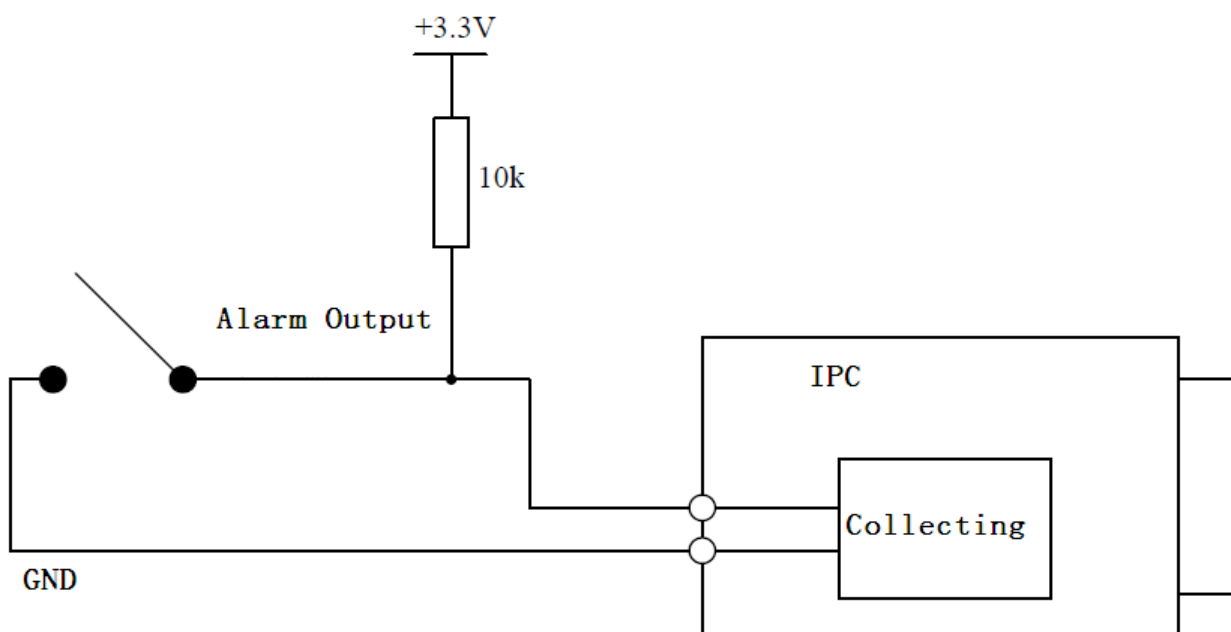 +3.3V
10k
Alarm Output
IPC
Collecting
GND